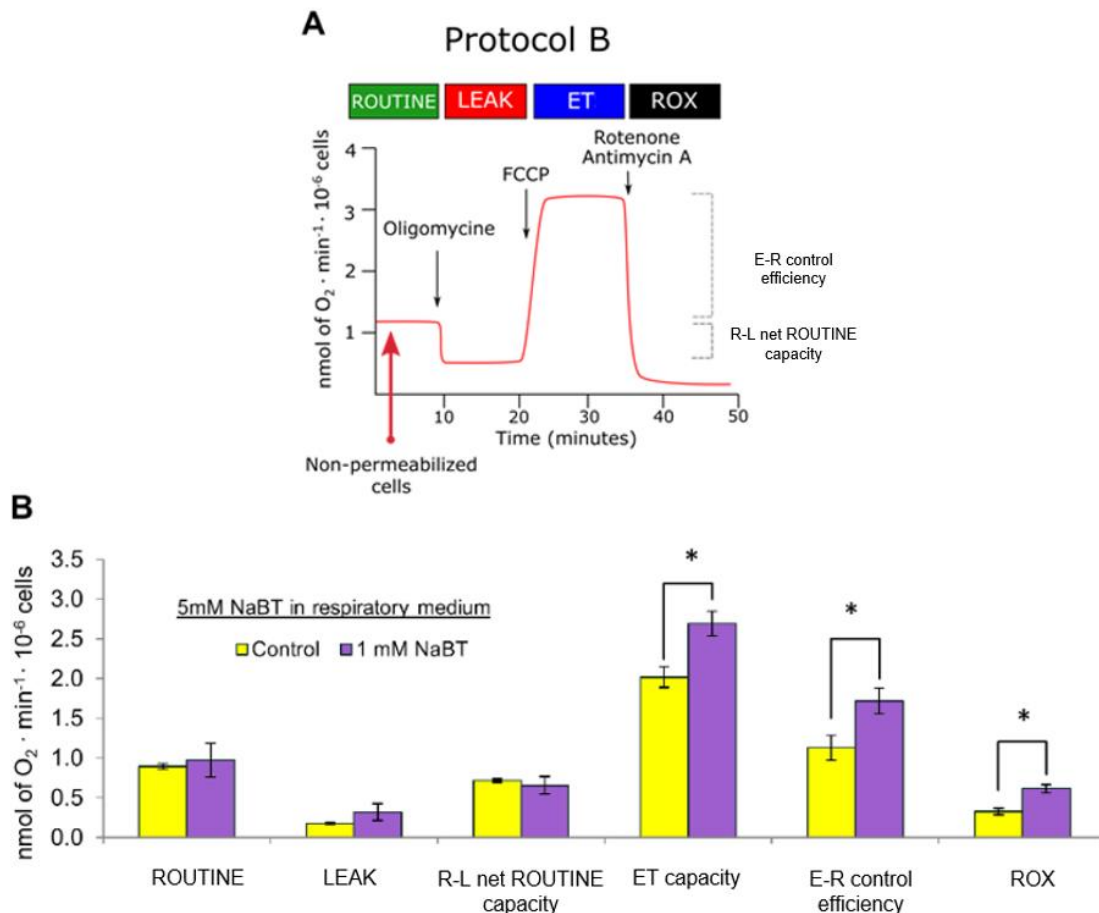 A
Protocol B
ROUTINE LEAK ET ROX
nmol of O₂ · min⁻¹ · 10⁻⁶ cells
4
3
2
1
Oligomycine
FCCP
Rotenone
Antimycin A
E-R control
efficiency
R-L net ROUTINE
capacity
10 20 30 40 50
Time (minutes)
Non-permeabilized
cells
B
nmol of O₂ · min⁻¹ · 10⁻⁶ cells
3.5
3.0
2.5
2.0
1.5
1.0
0.5
0.0
5mM NaBT in respiratory medium
Control 1 mM NaBT
*
*
*
ROUTINE
LEAK
R-L net ROUTINE
capacity
ET capacity
E-R control
efficiency
ROX